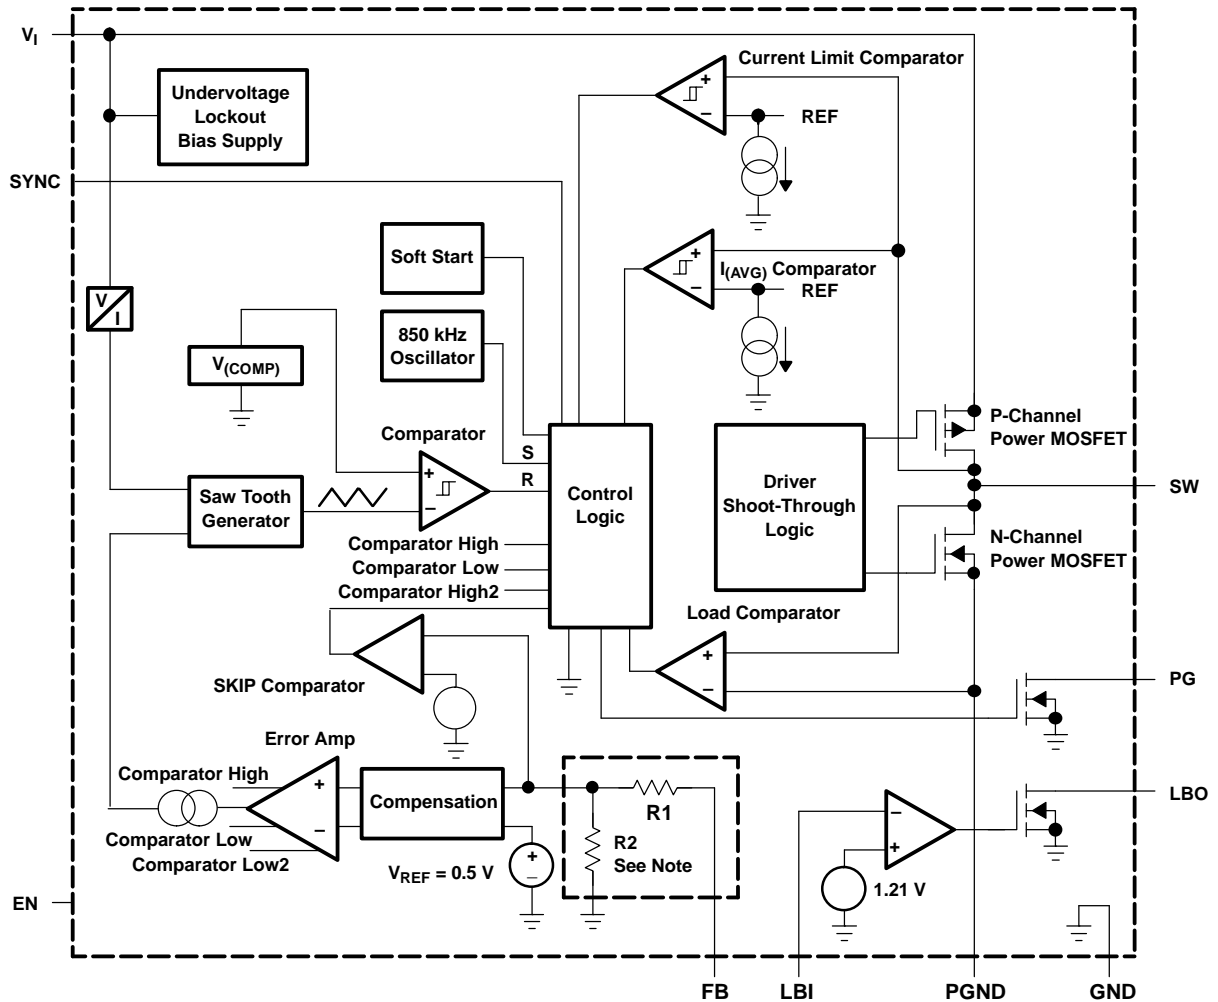 V_I
Current Limit Comparator
+
−
REF
Undervoltage
Lockout
Bias Supply
SYNC
Soft Start
+
I(AVG) Comparator
−
REF
V
I
850 kHz
Oscillator
V(COMP)
P-Channel
Power MOSFET
Comparator
+
−
S
R
Control
Logic
Driver
Shoot-Through
Logic
SW
Saw Tooth
Generator
N-Channel
Power MOSFET
Comparator High
Comparator Low
Comparator High2
Load Comparator
+
−
SKIP Comparator
PG
Error Amp
Comparator High
+
−
Compensation
R1
LBO
Comparator Low
Comparator Low2
R2
See Note
VREF = 0.5 V
+
−
−
+
1.21 V
EN
FB
LBI
PGND
GND